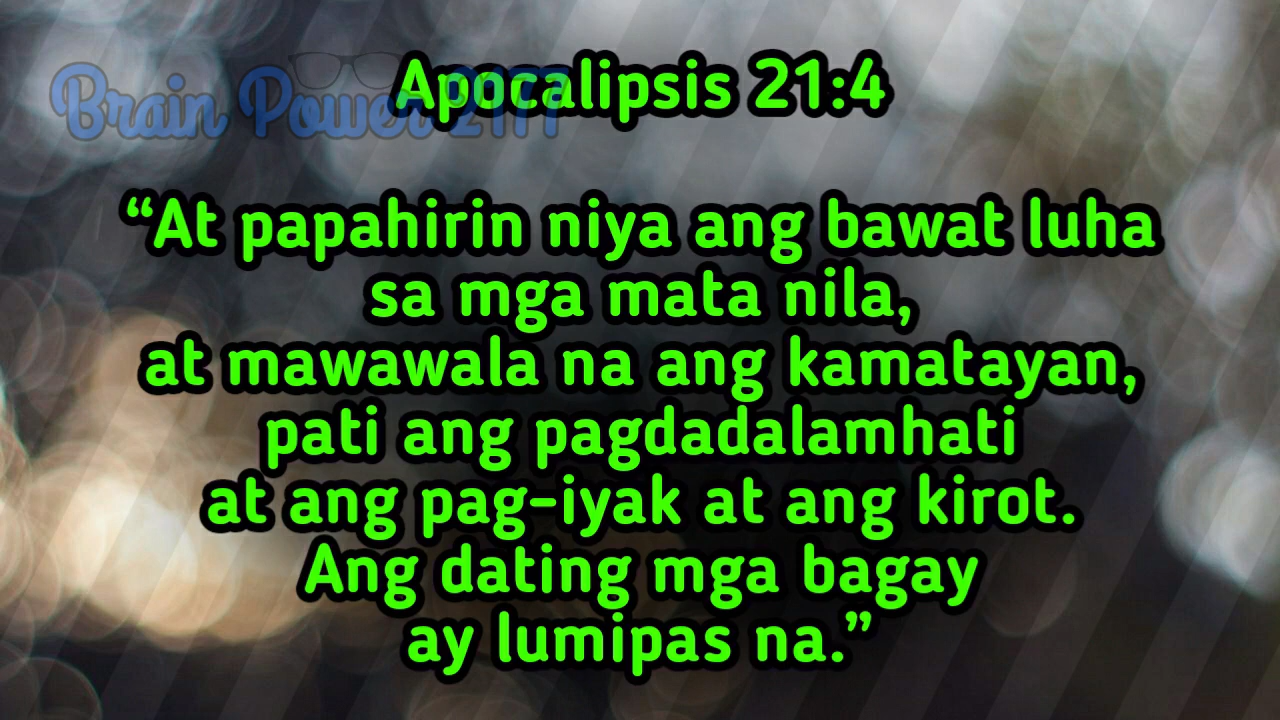 Brain Power 2177
Apocalipsis 21:4
“At papahirin niya ang bawat luha
sa mga mata nila,
at mawawala na ang kamatayan,
pati ang pagdadalamhati
at ang pag-iyak at ang kirot.
Ang dating mga bagay
ay lumipas na.”